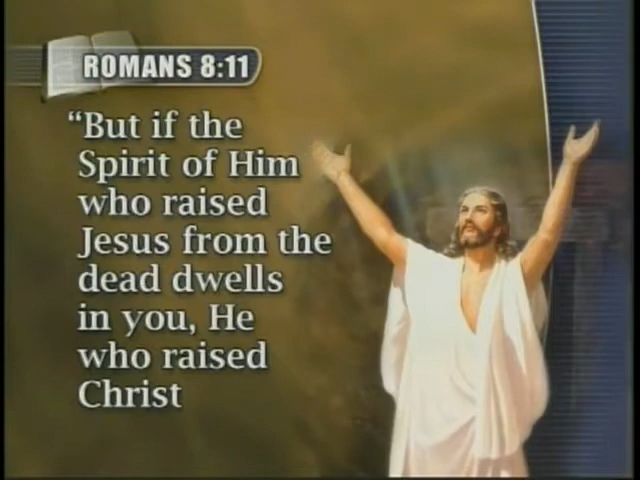 ROMANS 8:11
“But if the
Spirit of Him
who raised
Jesus from the
dead dwells
in you, He
who raised
Christ